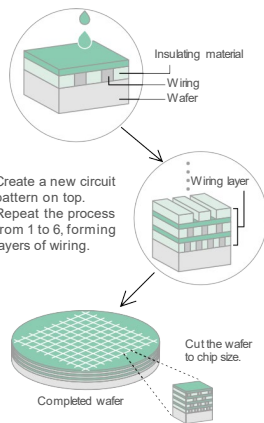 Insulating material
Wiring
Wafer
Create a new circuit
pattern on top.
Repeat the process
from 1 to 6, forming
layers of wiring.
Wiring layer
Cut the wafer
to chip size.
Completed wafer